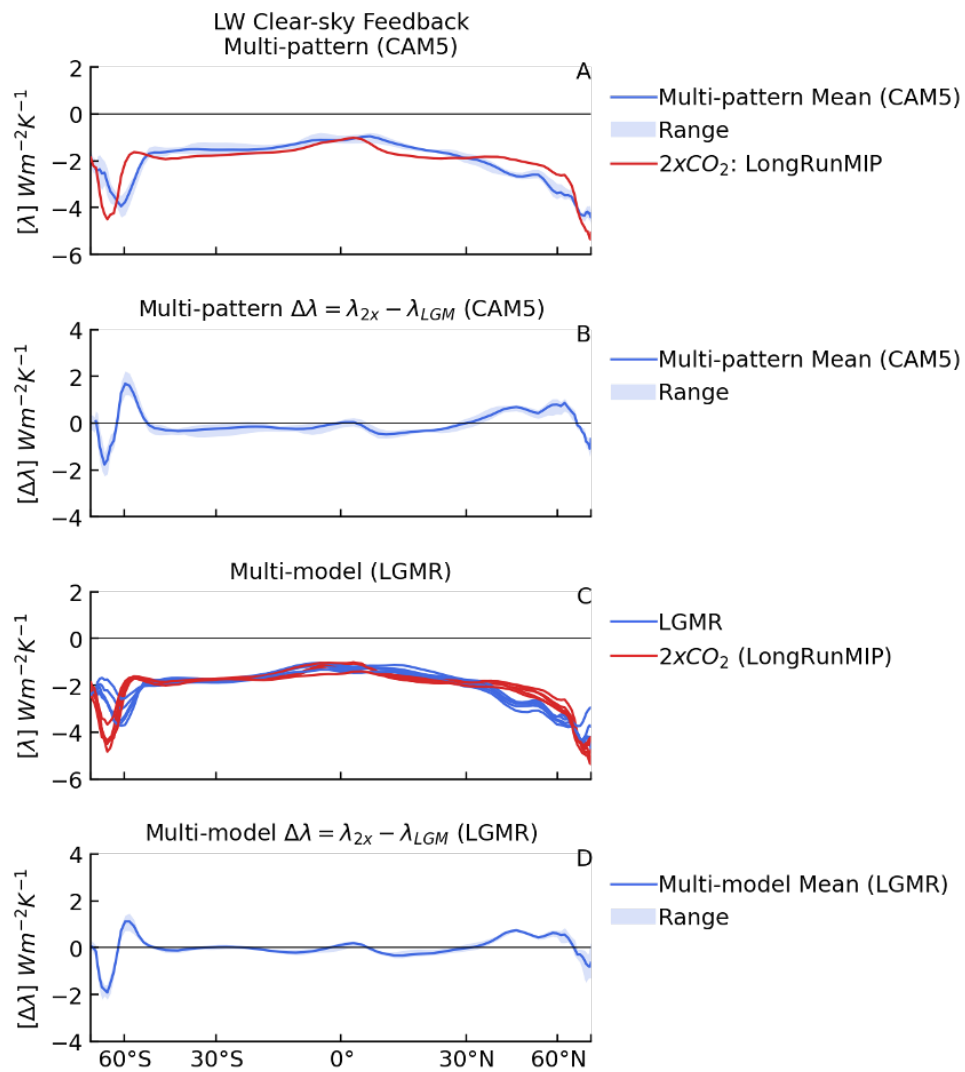 LW Clear-sky Feedback
Multi-pattern (CAM5)
A
2
0
−2
−4
−6
[λ] Wm⁻²K⁻¹
Multi-pattern Mean (CAM5)
Range
2xCO₂: LongRunMIP
Multi-pattern Δλ = λ₂ₓ − λ_LGM (CAM5)
B
4
2
0
−2
−4
[Δλ] Wm⁻²K⁻¹
Multi-pattern Mean (CAM5)
Range
Multi-model (LGMR)
C
2
0
−2
−4
−6
[λ] Wm⁻²K⁻¹
LGMR
2xCO₂ (LongRunMIP)
Multi-model Δλ = λ₂ₓ − λ_LGM (LGMR)
D
4
2
0
−2
−4
[Δλ] Wm⁻²K⁻¹
Multi-model Mean (LGMR)
Range
60°S 30°S 0° 30°N 60°N